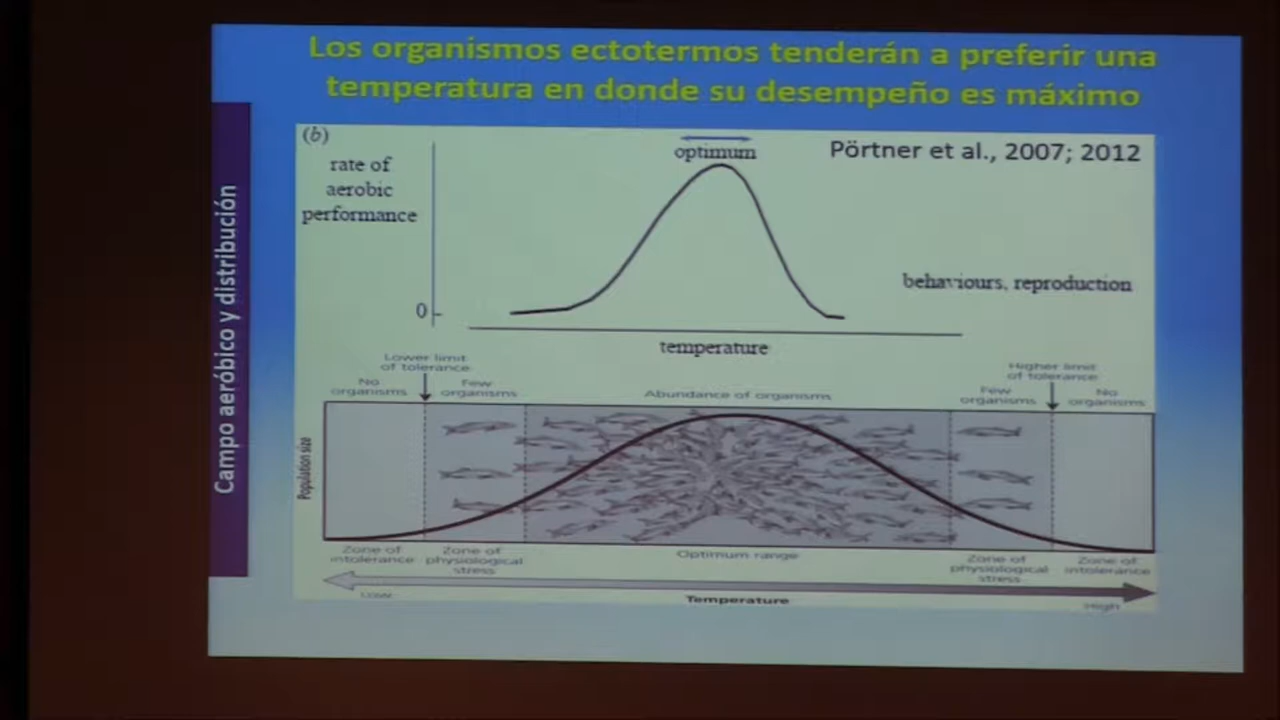 Los organismos ectotermos tenderán a preferir una
temperatura en donde su desempeño es máximo
Campo aeróbico y distribución
(b)
rate of
aerobic
performance
optimum
Pörtner et al., 2007; 2012
behaviours, reproduction
0
temperature
Lower limit
of tolerance
Higher limit
of tolerance
No
organisms
Few
organisms
Abundance of organisms
Few
organisms
No
organisms
Population size
Zone of
intolerance
Zone of
physiological
stress
Optimum range
Zone of
physiological
stress
Zone of
intolerance
Low
Temperature
High